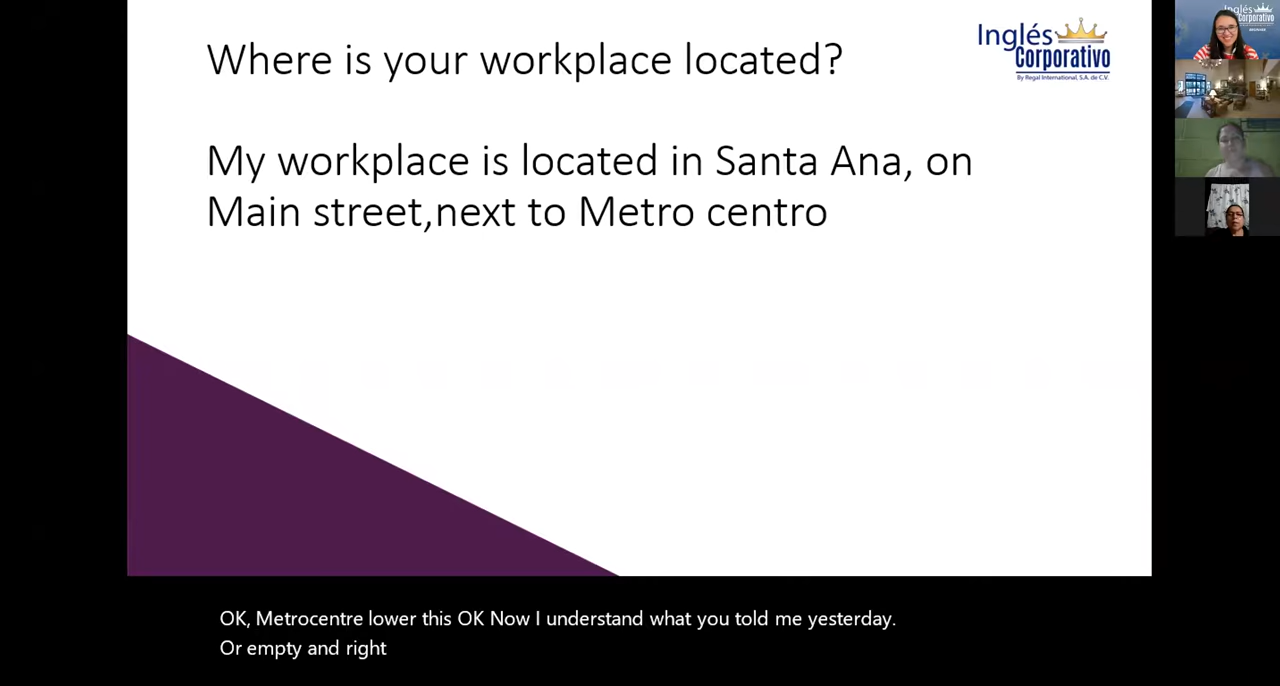 Where is your workplace located?
Inglés
Corporativo
By Regal International, S.A. de C.V.
My workplace is located in Santa Ana, on
Main street,next to Metro centro
OK, Metrocentre lower this OK Now I understand what you told me yesterday.
Or empty and right
Inglés
Corporativo